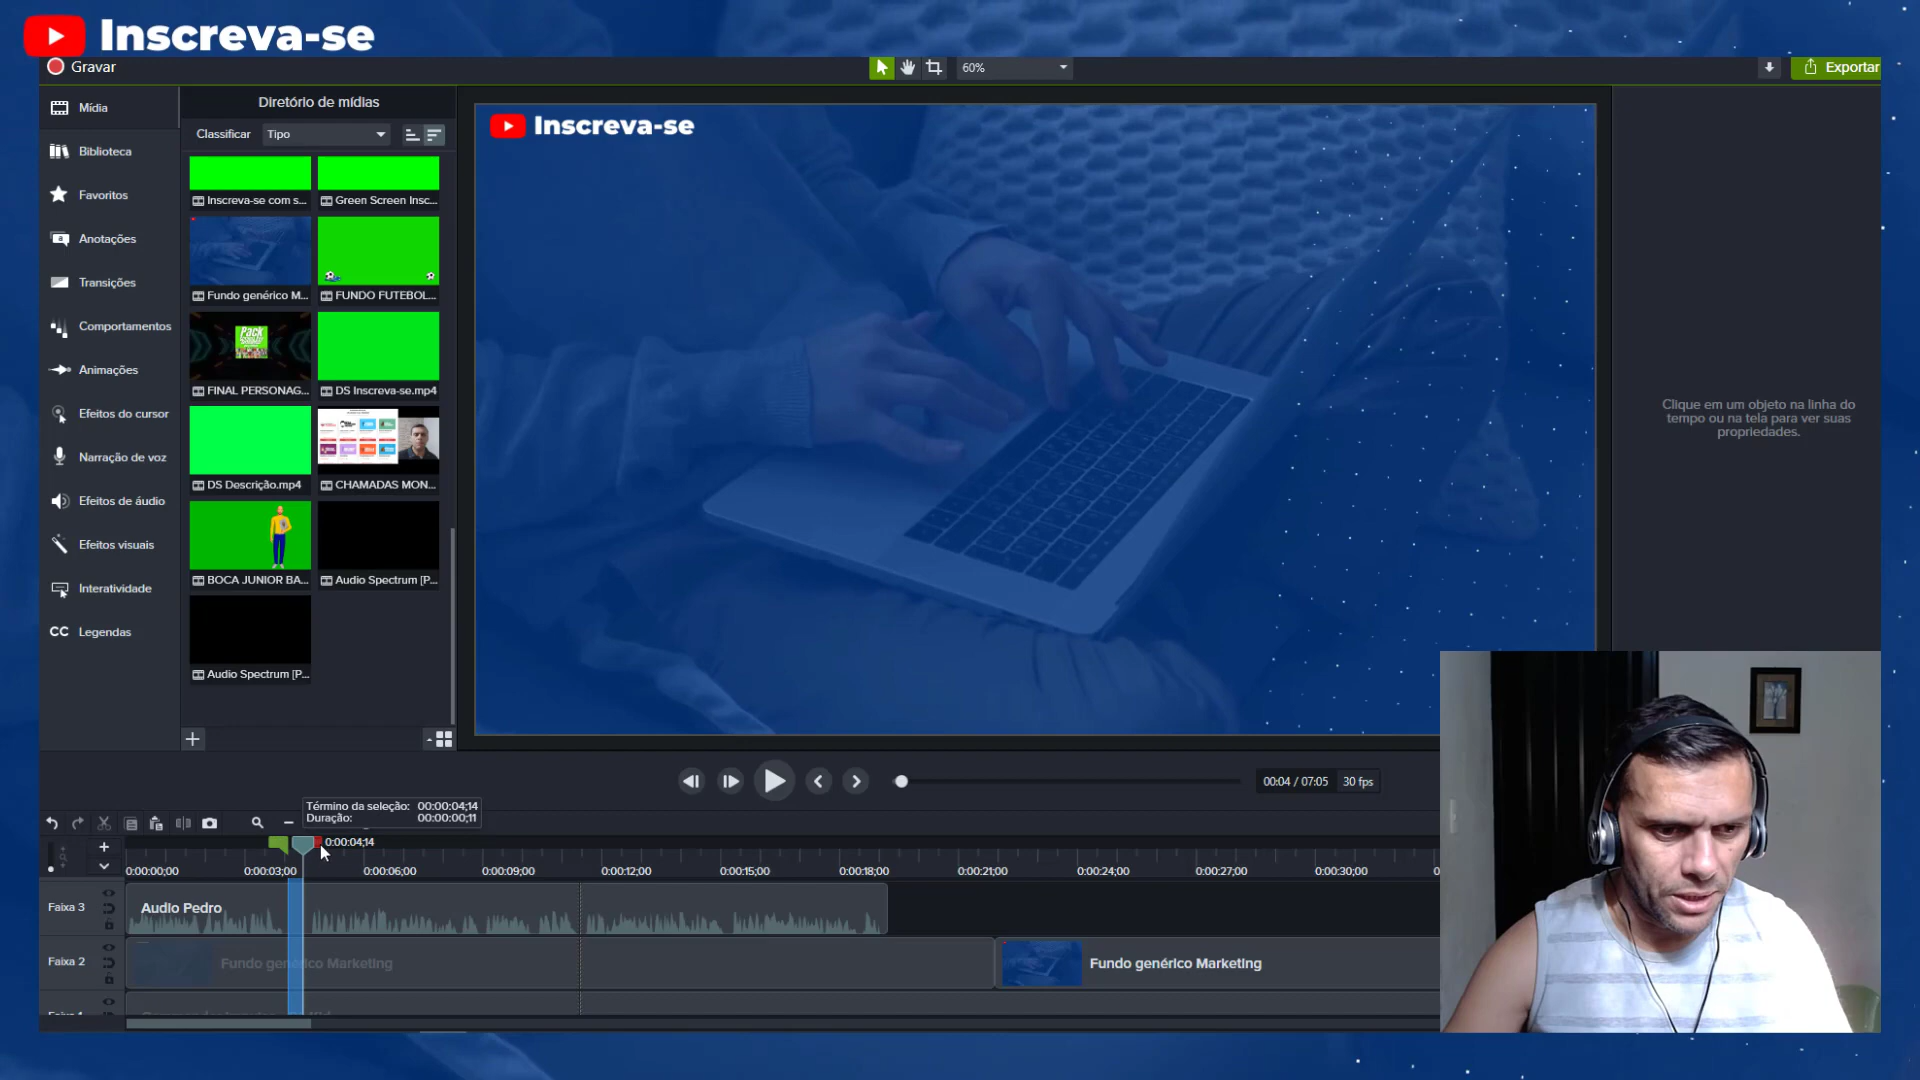 Inscreva-se
Gravar
60%
Exportar
Mídia
Biblioteca
Favoritos
Anotações
Transições
Comportamentos
Animações
Efeitos do cursor
Narração de voz
Efeitos de áudio
Efeitos visuais
Interatividade
CC Legendas
Diretório de mídias
Classificar Tipo
Inscreva-se com s...
Green Screen Insc...
Fundo genérico M...
FUNDO FUTEBOL...
Pack
FINAL PERSONAG...
DS Inscreva-se.mp4
DS Descrição.mp4
CHAMADAS MON...
BOCA JUNIOR BA...
Audio Spectrum [P...
Audio Spectrum [P...
Inscreva-se
Clique em um objeto na linha do
tempo ou na tela para ver suas
propriedades.
00:04 / 07:05 30 fps
Término da seleção: 00:00:04;14
Duração: 00:00:00;11
0:00:04;14
0:00:00;00 0:00:03;00 0:00:06;00 0:00:09;00 0:00:12;00 0:00:15;00 0:00:18;00 0:00:21;00 0:00:24;00 0:00:27;00 0:00:30;00
Faixa 3
Audio Pedro
Faixa 2
Fundo genérico Marketing
Fundo genérico Marketing